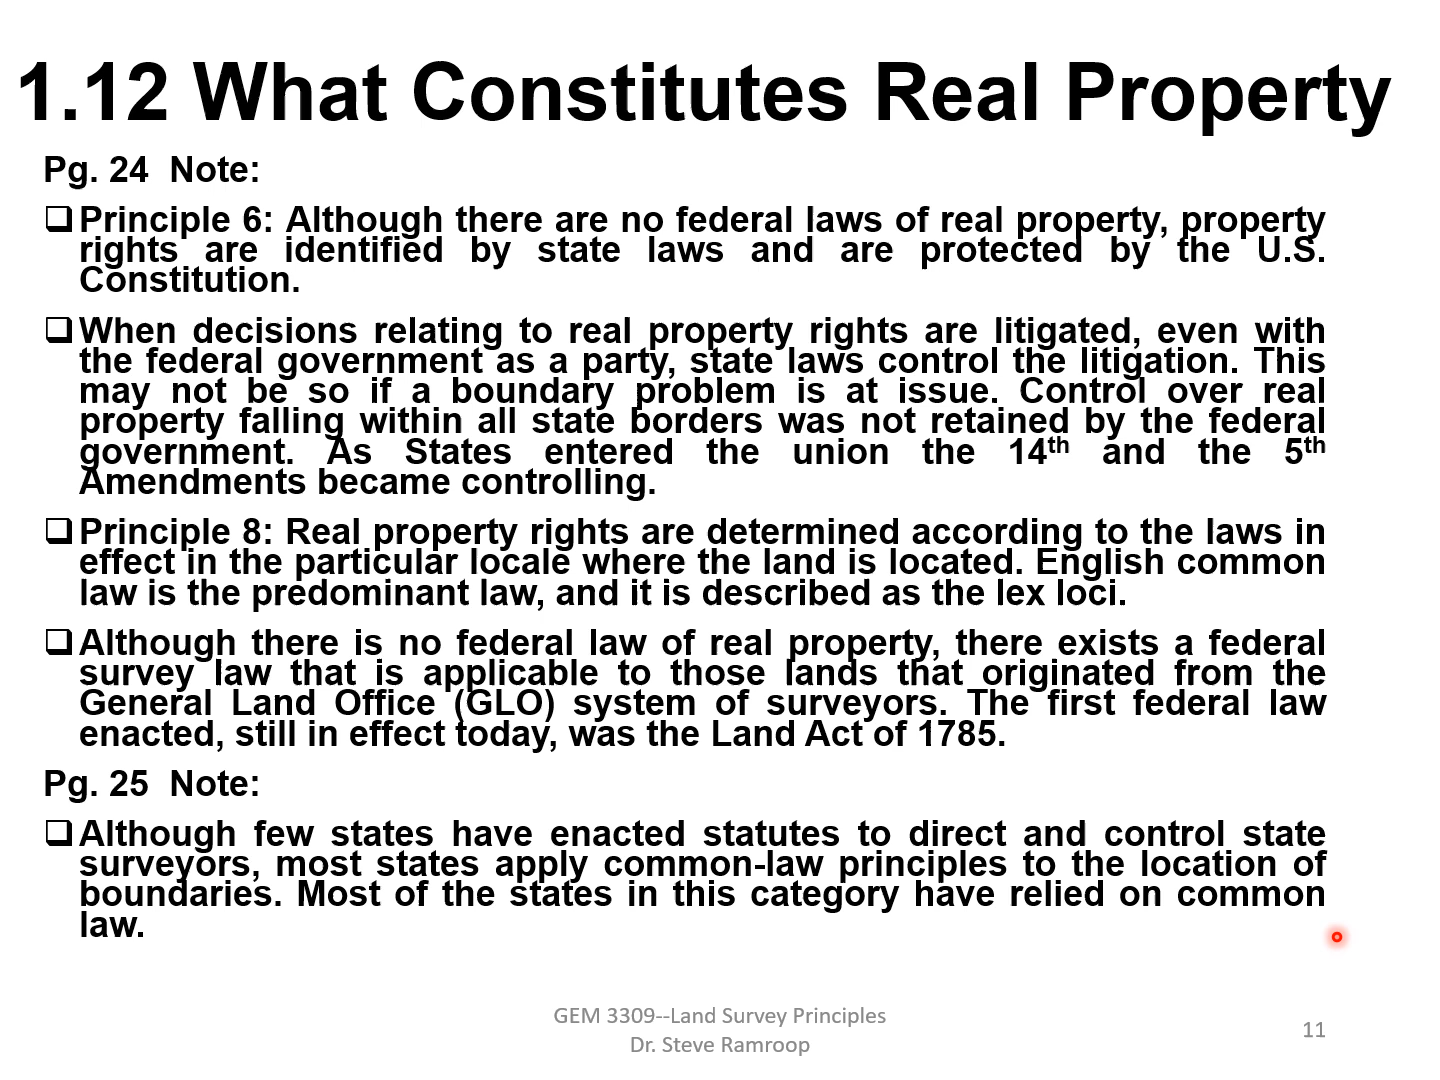 1.12 What Constitutes Real Property
Pg. 24  Note:
❑Principle 6: Although there are no federal laws of real property, property
rights are identified by state laws and are protected by the U.S.
Constitution.
❑When decisions relating to real property rights are litigated, even with
the federal government as a party, state laws control the litigation. This
may not be so if a boundary problem is at issue. Control over real
property falling within all state borders was not retained by the federal
government. As States entered the union the 14th and the 5th
Amendments became controlling.
❑Principle 8: Real property rights are determined according to the laws in
effect in the particular locale where the land is located. English common
law is the predominant law, and it is described as the lex loci.
❑Although there is no federal law of real property, there exists a federal
survey law that is applicable to those lands that originated from the
General Land Office (GLO) system of surveyors. The first federal law
enacted, still in effect today, was the Land Act of 1785.
Pg. 25  Note:
❑Although few states have enacted statutes to direct and control state
surveyors, most states apply common-law principles to the location of
boundaries. Most of the states in this category have relied on common
law.
GEM 3309--Land Survey Principles
Dr. Steve Ramroop
11